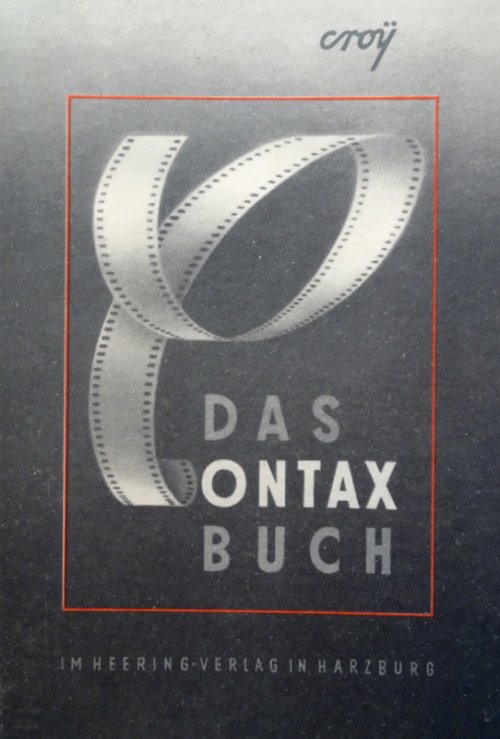 croÿ
DAS
CONTAX
BUCH
IM HEERING-VERLAG IN HARZBURG